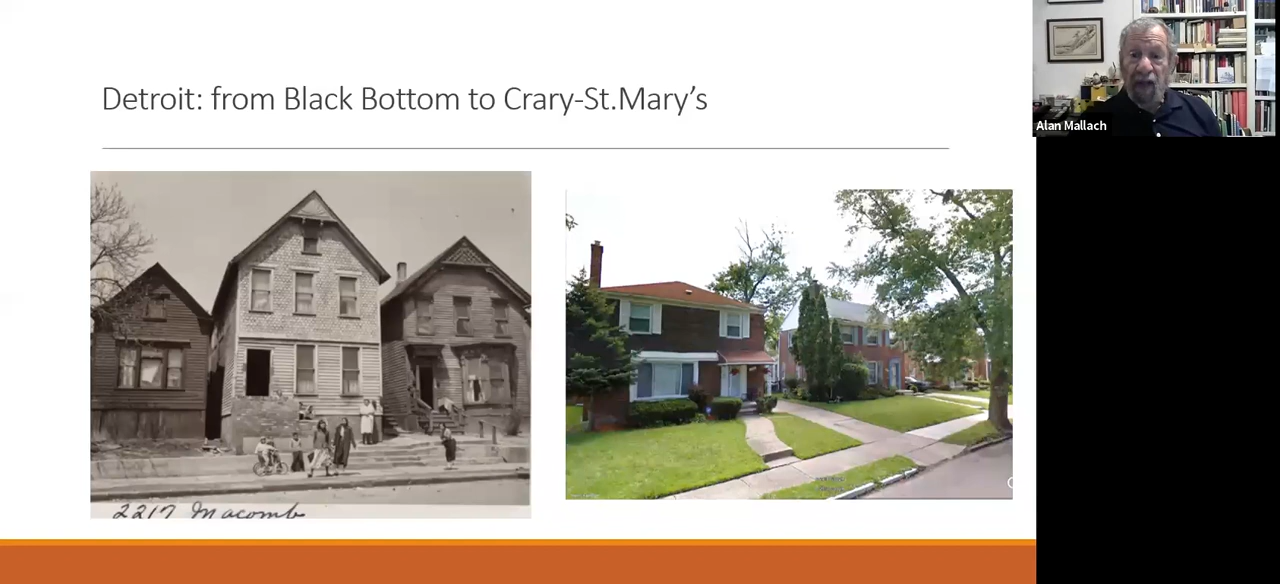 Detroit: from Black Bottom to Crary-St.Mary’s
Alan Mallach
2217 Macomb